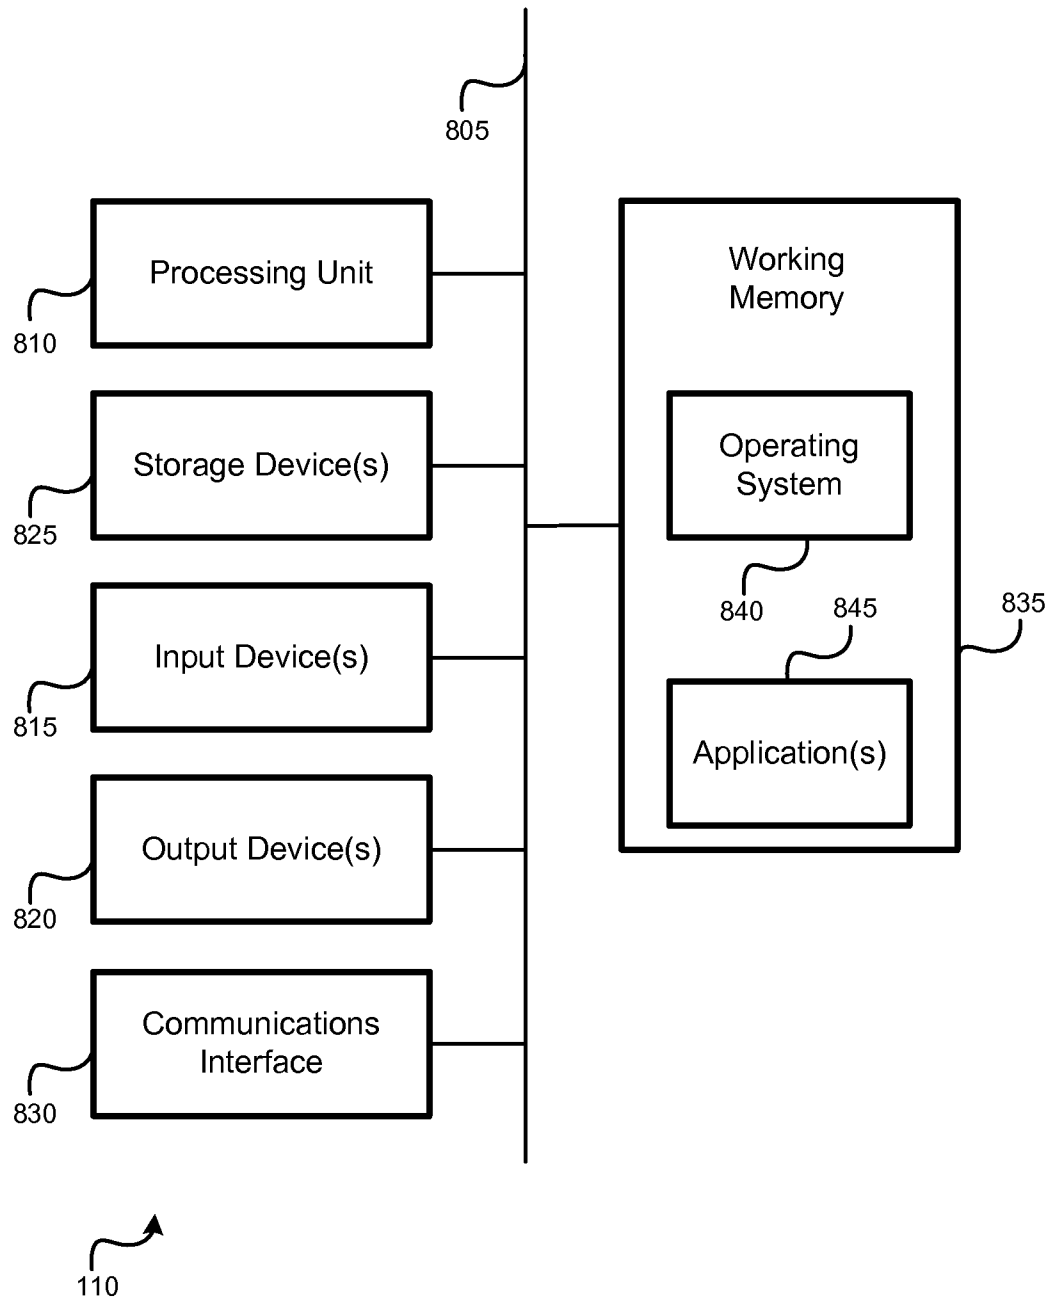 805
Processing Unit
810
Storage Device(s)
825
Input Device(s)
815
Output Device(s)
820
Communications
Interface
830
Working
Memory
Operating
System
840
845
835
Application(s)
110